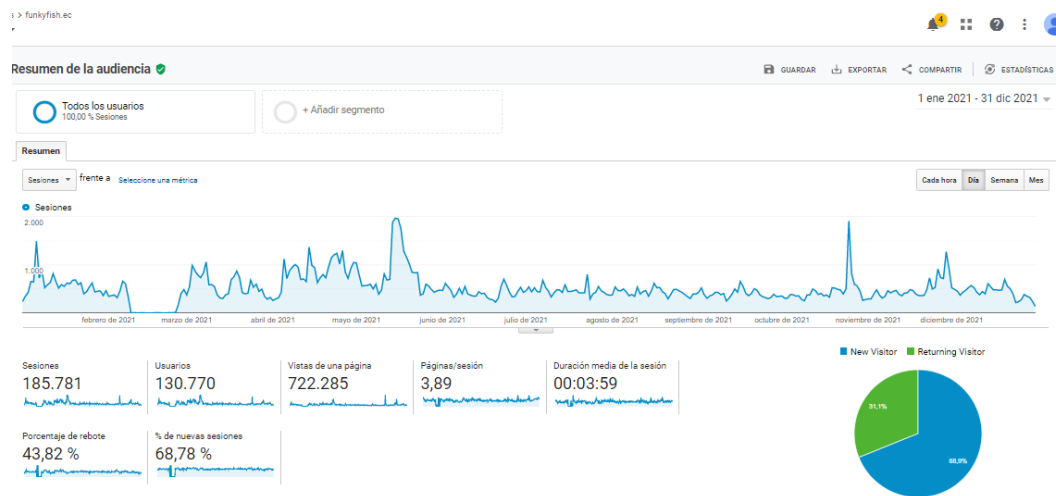 s > funkyfish.ec
4
Resumen de la audiencia
GUARDAR EXPORTAR COMPARTIR ESTADÍSTICAS
Todos los usuarios
100,00 % Sesiones
+ Añadir segmento
1 ene 2021 - 31 dic 2021
Resumen
Sesiones frente a Seleccione una métrica
Cada hora Día Semana Mes
Sesiones
2.000
1.000
febrero de 2021 marzo de 2021 abril de 2021 mayo de 2021 junio de 2021 julio de 2021 agosto de 2021 septiembre de 2021 octubre de 2021 noviembre de 2021 diciembre de 2021
New Visitor Returning Visitor
Sesiones
185.781
Usuarios
130.770
Vistas de una página
722.285
Páginas/sesión
3,89
Duración media de la sesión
00:03:59
Porcentaje de rebote
43,82 %
% de nuevas sesiones
68,78 %
31,1%
68,9%